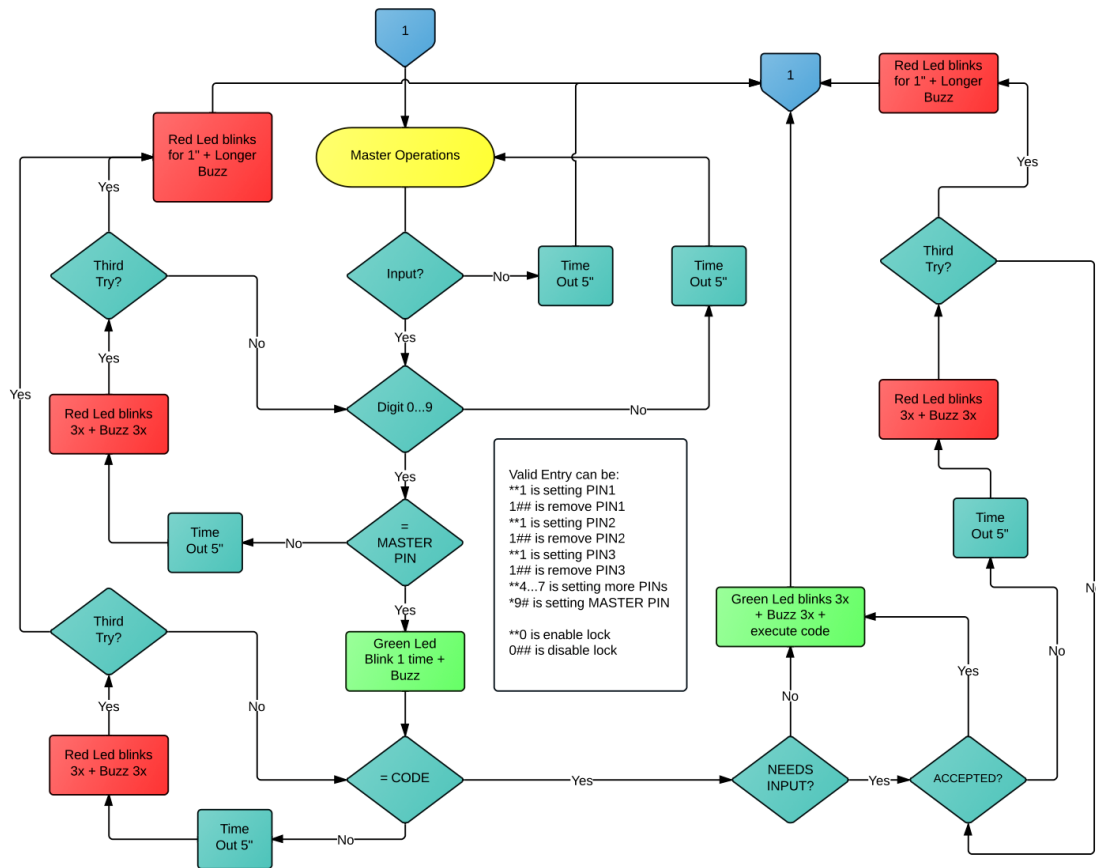 1
1
Red Led blinks
for 1" + Longer
Buzz
Red Led blinks
for 1" + Longer
Buzz
Master Operations
Yes
Yes
Third
Try?
Input?
No
Time
Out 5"
Time
Out 5"
Third
Try?
Yes
No
Yes
No
Yes
Red Led blinks
3x + Buzz 3x
Digit 0...9
No
Red Led blinks
3x + Buzz 3x
Yes
Valid Entry can be:
**1 is setting PIN1
1## is remove PIN1
**1 is setting PIN2
1## is remove PIN2
**1 is setting PIN3
1## is remove PIN3
**4...7 is setting more PINs
*9# is setting MASTER PIN
**0 is enable lock
0## is disable lock
Time
Out 5"
No
=
MASTER
PIN
Time
Out 5"
No
Yes
Third
Try?
Green Led
Blink 1 time +
Buzz
Green Led blinks 3x
+ Buzz 3x +
execute code
No
Yes
No
Yes
No
Red Led blinks
3x + Buzz 3x
= CODE
Yes
NEEDS
INPUT?
Yes
ACCEPTED?
Time
Out 5"
No